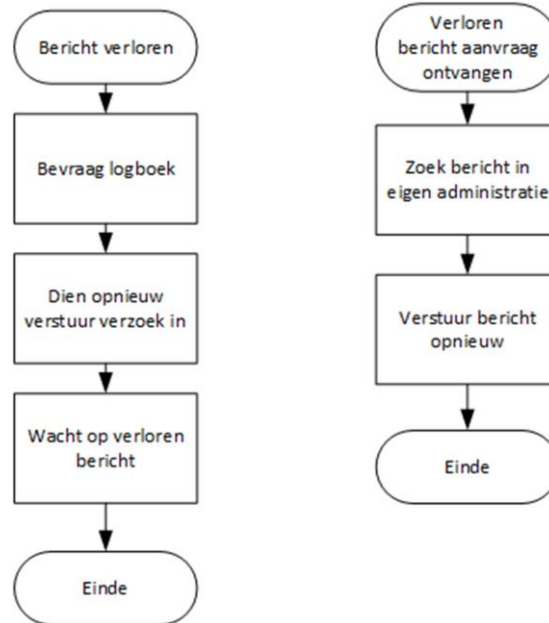 Bericht verloren
Bevraag logboek
Dien opnieuw
verstuur verzoek in
Wacht op verloren
bericht
Einde
Verloren
bericht aanvraag
ontvangen
Zoek bericht in
eigen administratie
Verstuur bericht
opnieuw
Einde